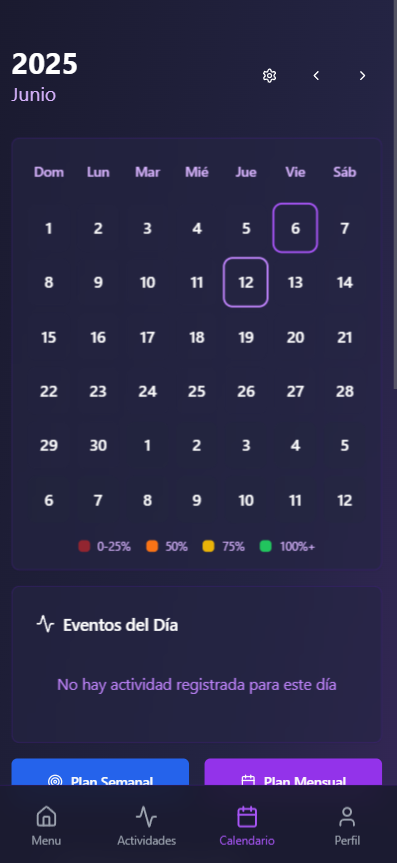 2025
Junio
Dom Lun Mar Mié Jue Vie Sáb
1 2 3 4 5 6 7
8 9 10 11 12 13 14
15 16 17 18 19 20 21
22 23 24 25 26 27 28
29 30 1 2 3 4 5
6 7 8 9 10 11 12
0-25% 50% 75% 100%+
Eventos del Día
No hay actividad registrada para este día
Plan Semanal Plan Mensual
Menu Actividades Calendario Perfil